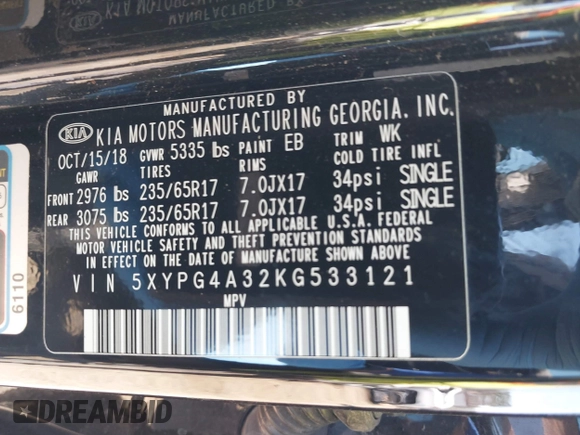 MANUFACTURED BY
KIA KIA MOTORS MANUFACTURING GEORGIA, INC.
OCT/15/18 GVWR 5335 lbs PAINT EB TRIM WK
GAWR TIRES RIMS COLD TIRE INFL
FRONT 2976 lbs 235/65R17 7.0JX17 34psi SINGLE
REAR 3075 lbs 235/65R17 7.0JX17 34psi SINGLE
THIS VEHICLE CONFORMS TO ALL APPLICABLE U.S.A. FEDERAL
MOTOR VEHICLE SAFETY AND THEFT PREVENTION STANDARDS
IN EFFECT ON THE DATE OF MANUFACTURE SHOWN ABOVE.
VIN 5XYPG4A32KG533121
MPV
6110
DREAMBID